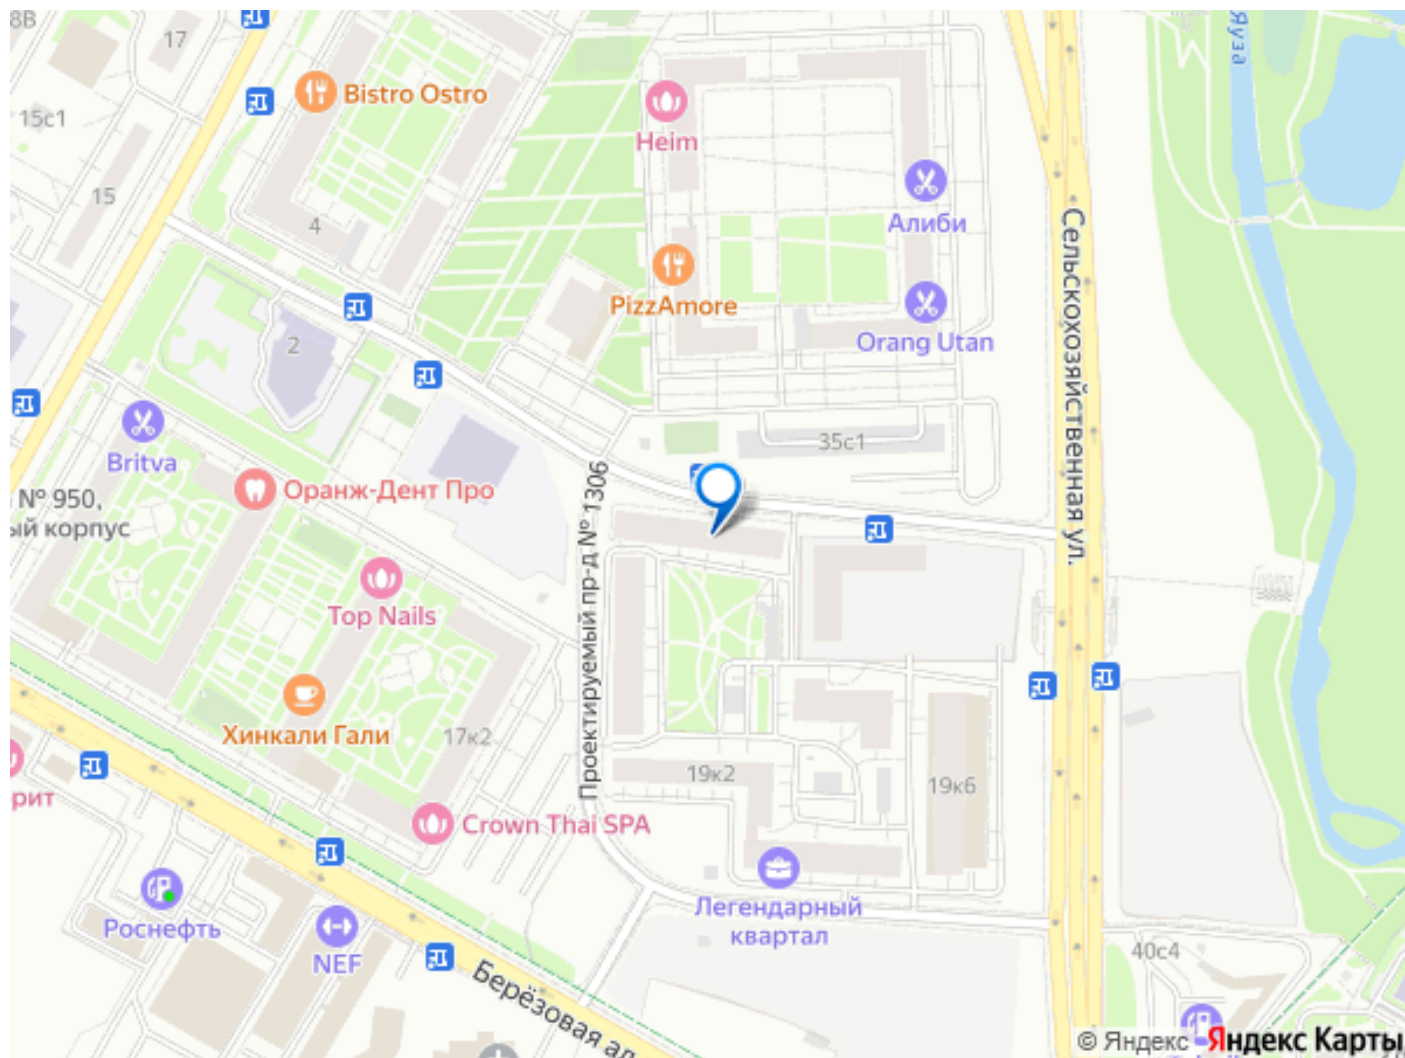 8В
17
15с1
15
Bistro Ostro
4
Heim
Алиби
PizzAmore
Orang Utan
Яуза
Сельскохозяйственная ул.
2
35с1
Britva
Оранж-Дент Про
№ 950,
ый корпус
Проектируемый пр-д № 1306
Top Nails
Хинкали Гали
17к2
19к2
19к6
рит
Crown Thai SPA
Роснефть
NEF
Легендарный
квартал
40с4
Берёзовая ал
© Яндекс Яндекс Карты